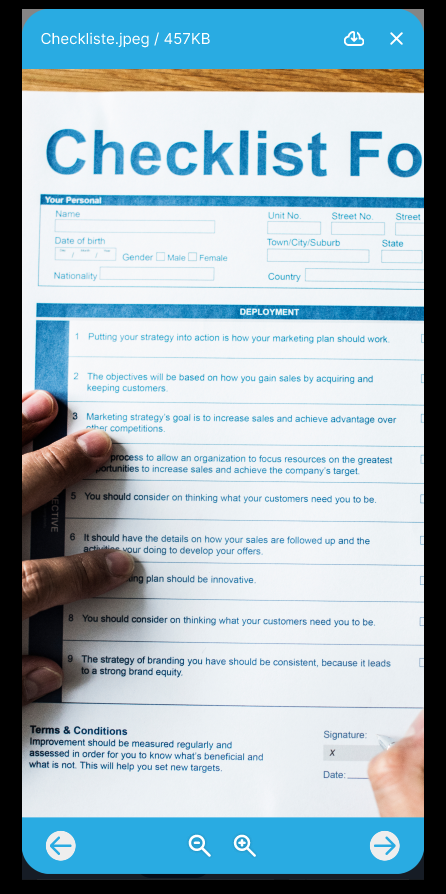 Checkliste.jpeg / 457KB
Checklist Fo
Your Personal
Name
Unit No. Street No. Street
Date of birth
Gender Male Female
Town/City/Suburb State
Nationality
Country
DEPLOYMENT
1 Putting your strategy into action is how your marketing plan should work.
2 The objectives will be based on how you gain sales by acquiring and
keeping customers.
3 Marketing strategy's goal is to increase sales and achieve advantage over
other competitions.
process to allow an organization to focus resources on the greatest
opportunities to increase sales and achieve the company's target.
5 You should consider on thinking what your customers need you to be.
6 It should have the details on how your sales are followed up and the
activities your doing to develop your offers.
plan should be innovative.
8 You should consider on thinking what your customers need you to be.
9 The strategy of branding you have should be consistent, because it leads
to a strong brand equity.
Terms & Conditions
Improvement should be measured regularly and
assessed in order for you to know what's beneficial and
what is not. This will help you set new targets.
Signature:
X
Date: